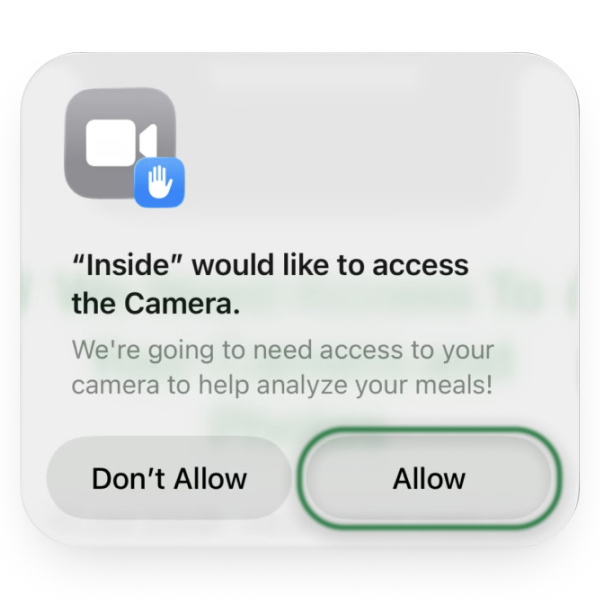 “Inside” would like to access
the Camera.
We're going to need access to your
camera to help analyze your meals!
Don’t Allow
Allow